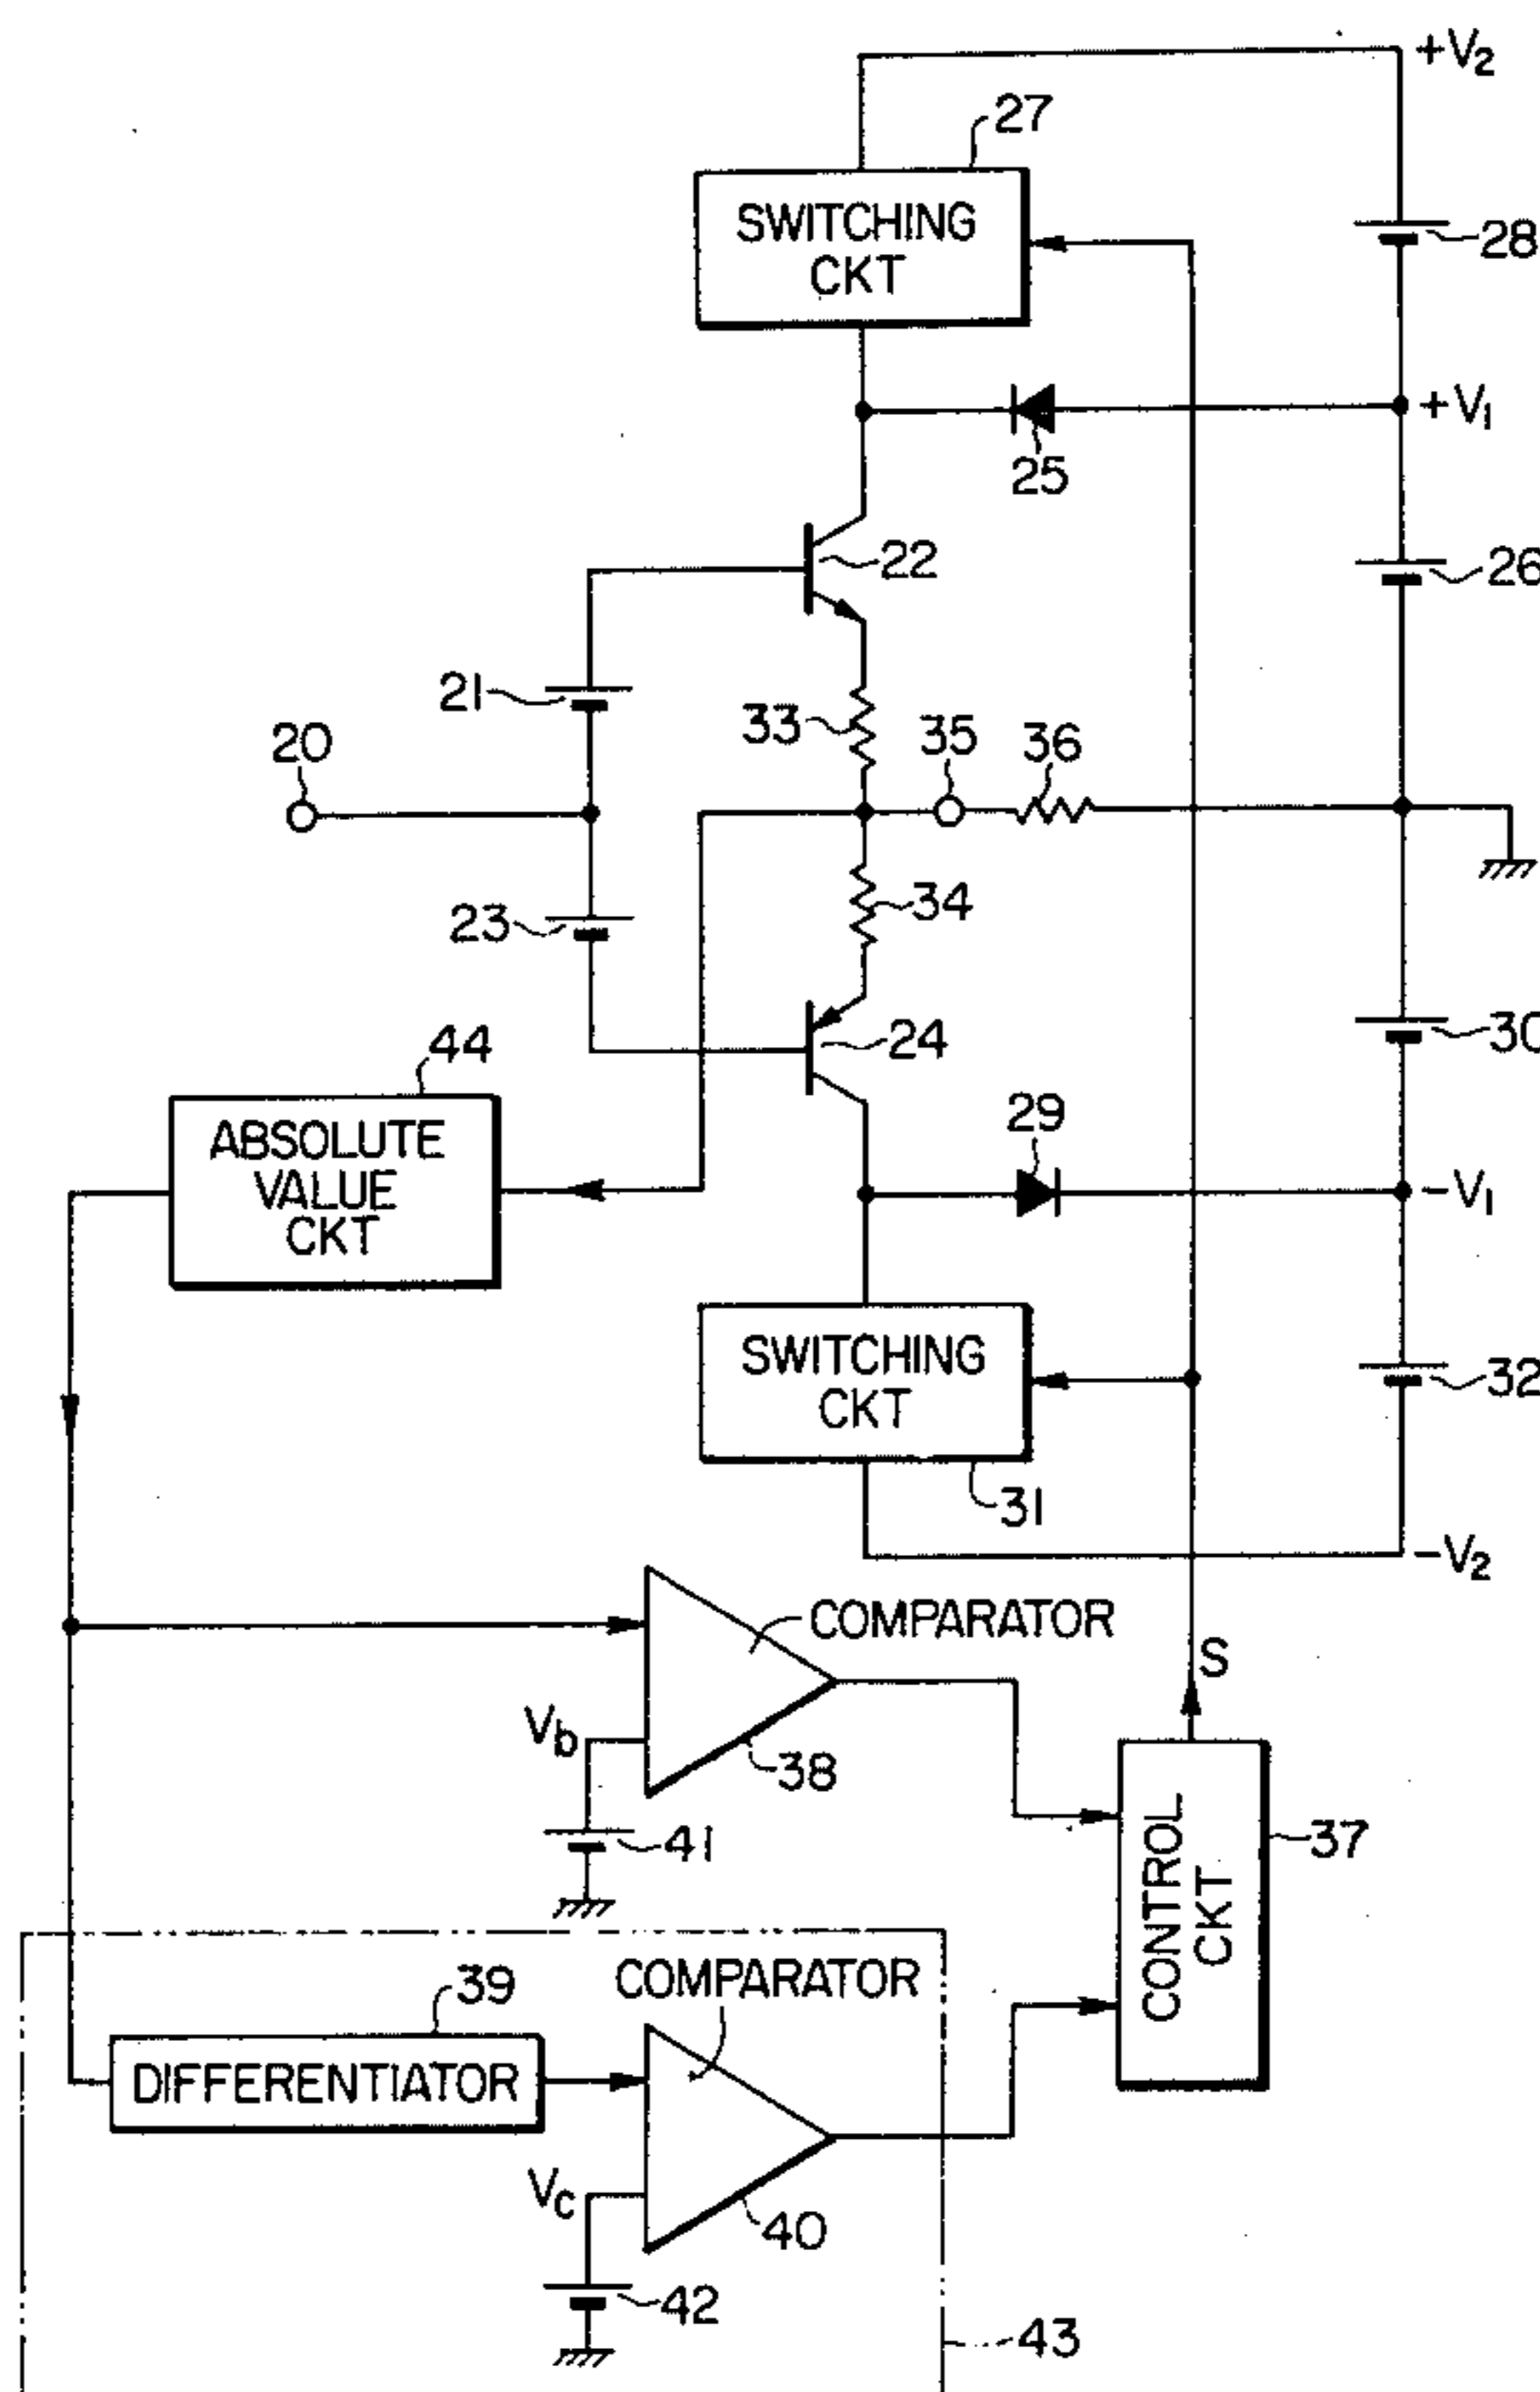 +V₂
27
SWITCHING
CKT
28
+V₁
25
22
26
21
33
35
36
20
23
34
24
30
44
ABSOLUTE
VALUE
CKT
29
-V₁
SWITCHING
CKT
32
31
-V₂
COMPARATOR
S
Vb
38
41
CONTROL
CKT
37
COMPARATOR
39
DIFFERENTIATOR
Vc
40
42
43